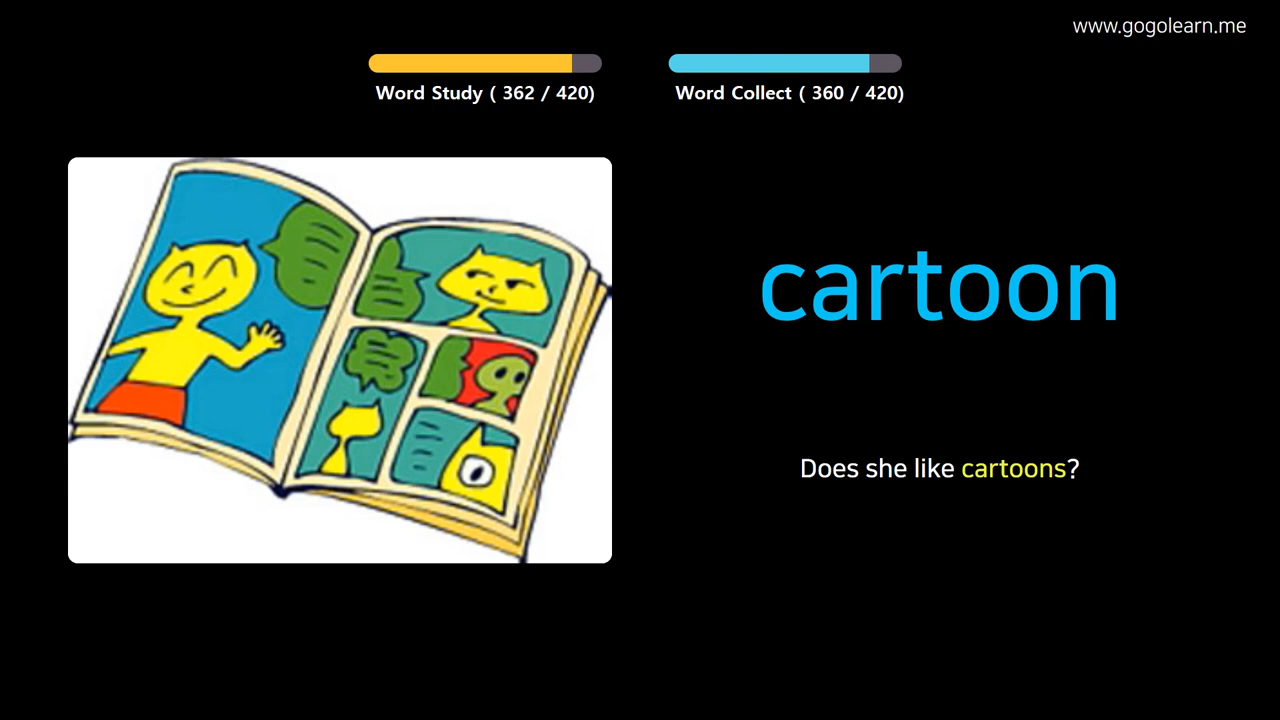 www.gogolearn.me
Word Study ( 362 / 420)
Word Collect ( 360 / 420)
cartoon
Does she like cartoons?